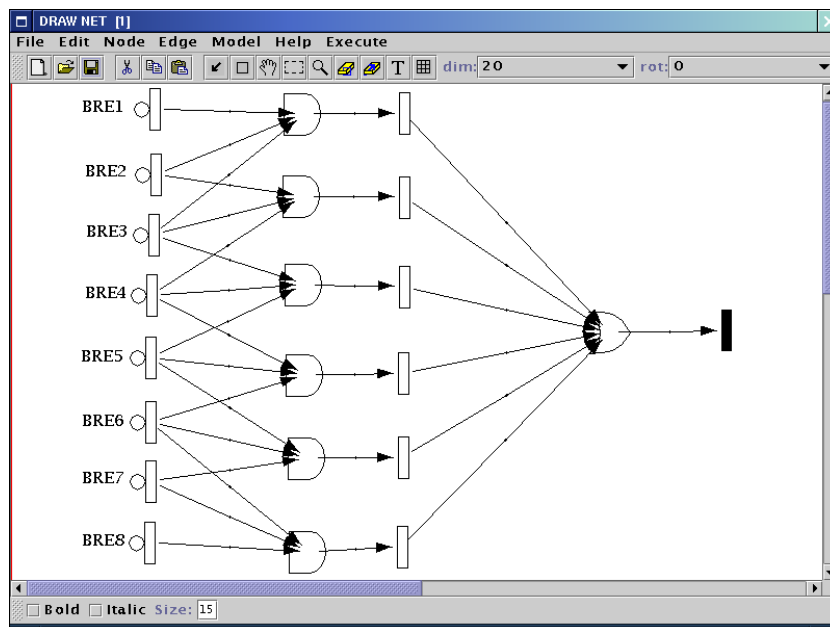 DRAW NET [1]
File Edit Node Edge Model Help Execute
T dim: 20 rot: 0
BRE1
BRE2
BRE3
BRE4
BRE5
BRE6
BRE7
BRE8
Bold Italic Size: 15